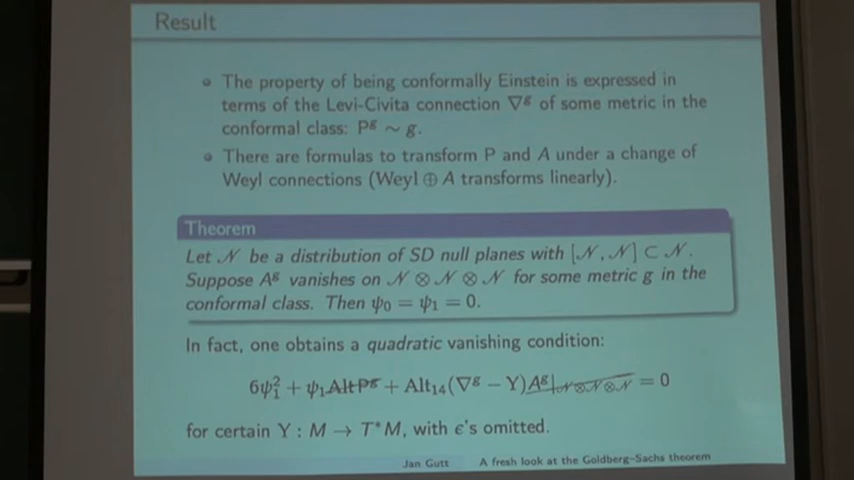 Result
• The property of being conformally Einstein is expressed in
terms of the Levi-Civita connection ∇ᵍ of some metric in the
conformal class: Pᵍ ∼ g.
• There are formulas to transform P and A under a change of
Weyl connections (Weyl ⊕ A transforms linearly).
Theorem
Let 𝒩 be a distribution of SD null planes with [𝒩, 𝒩] ⊂ 𝒩.
Suppose Aᵍ vanishes on 𝒩 ⊗ 𝒩 ⊗ 𝒩 for some metric g in the
conformal class. Then ψ₀ = ψ₁ = 0.
In fact, one obtains a quadratic vanishing condition:
6ψ₁² + ψ₁AltPᵍ + Alt₁₄(∇ᵍ − Υ)Aᵍ|𝒩⊗𝒩⊗𝒩 = 0
for certain Υ : M → T*M, with ϵ's omitted.
Jan Gutt A fresh look at the Goldberg–Sachs theorem